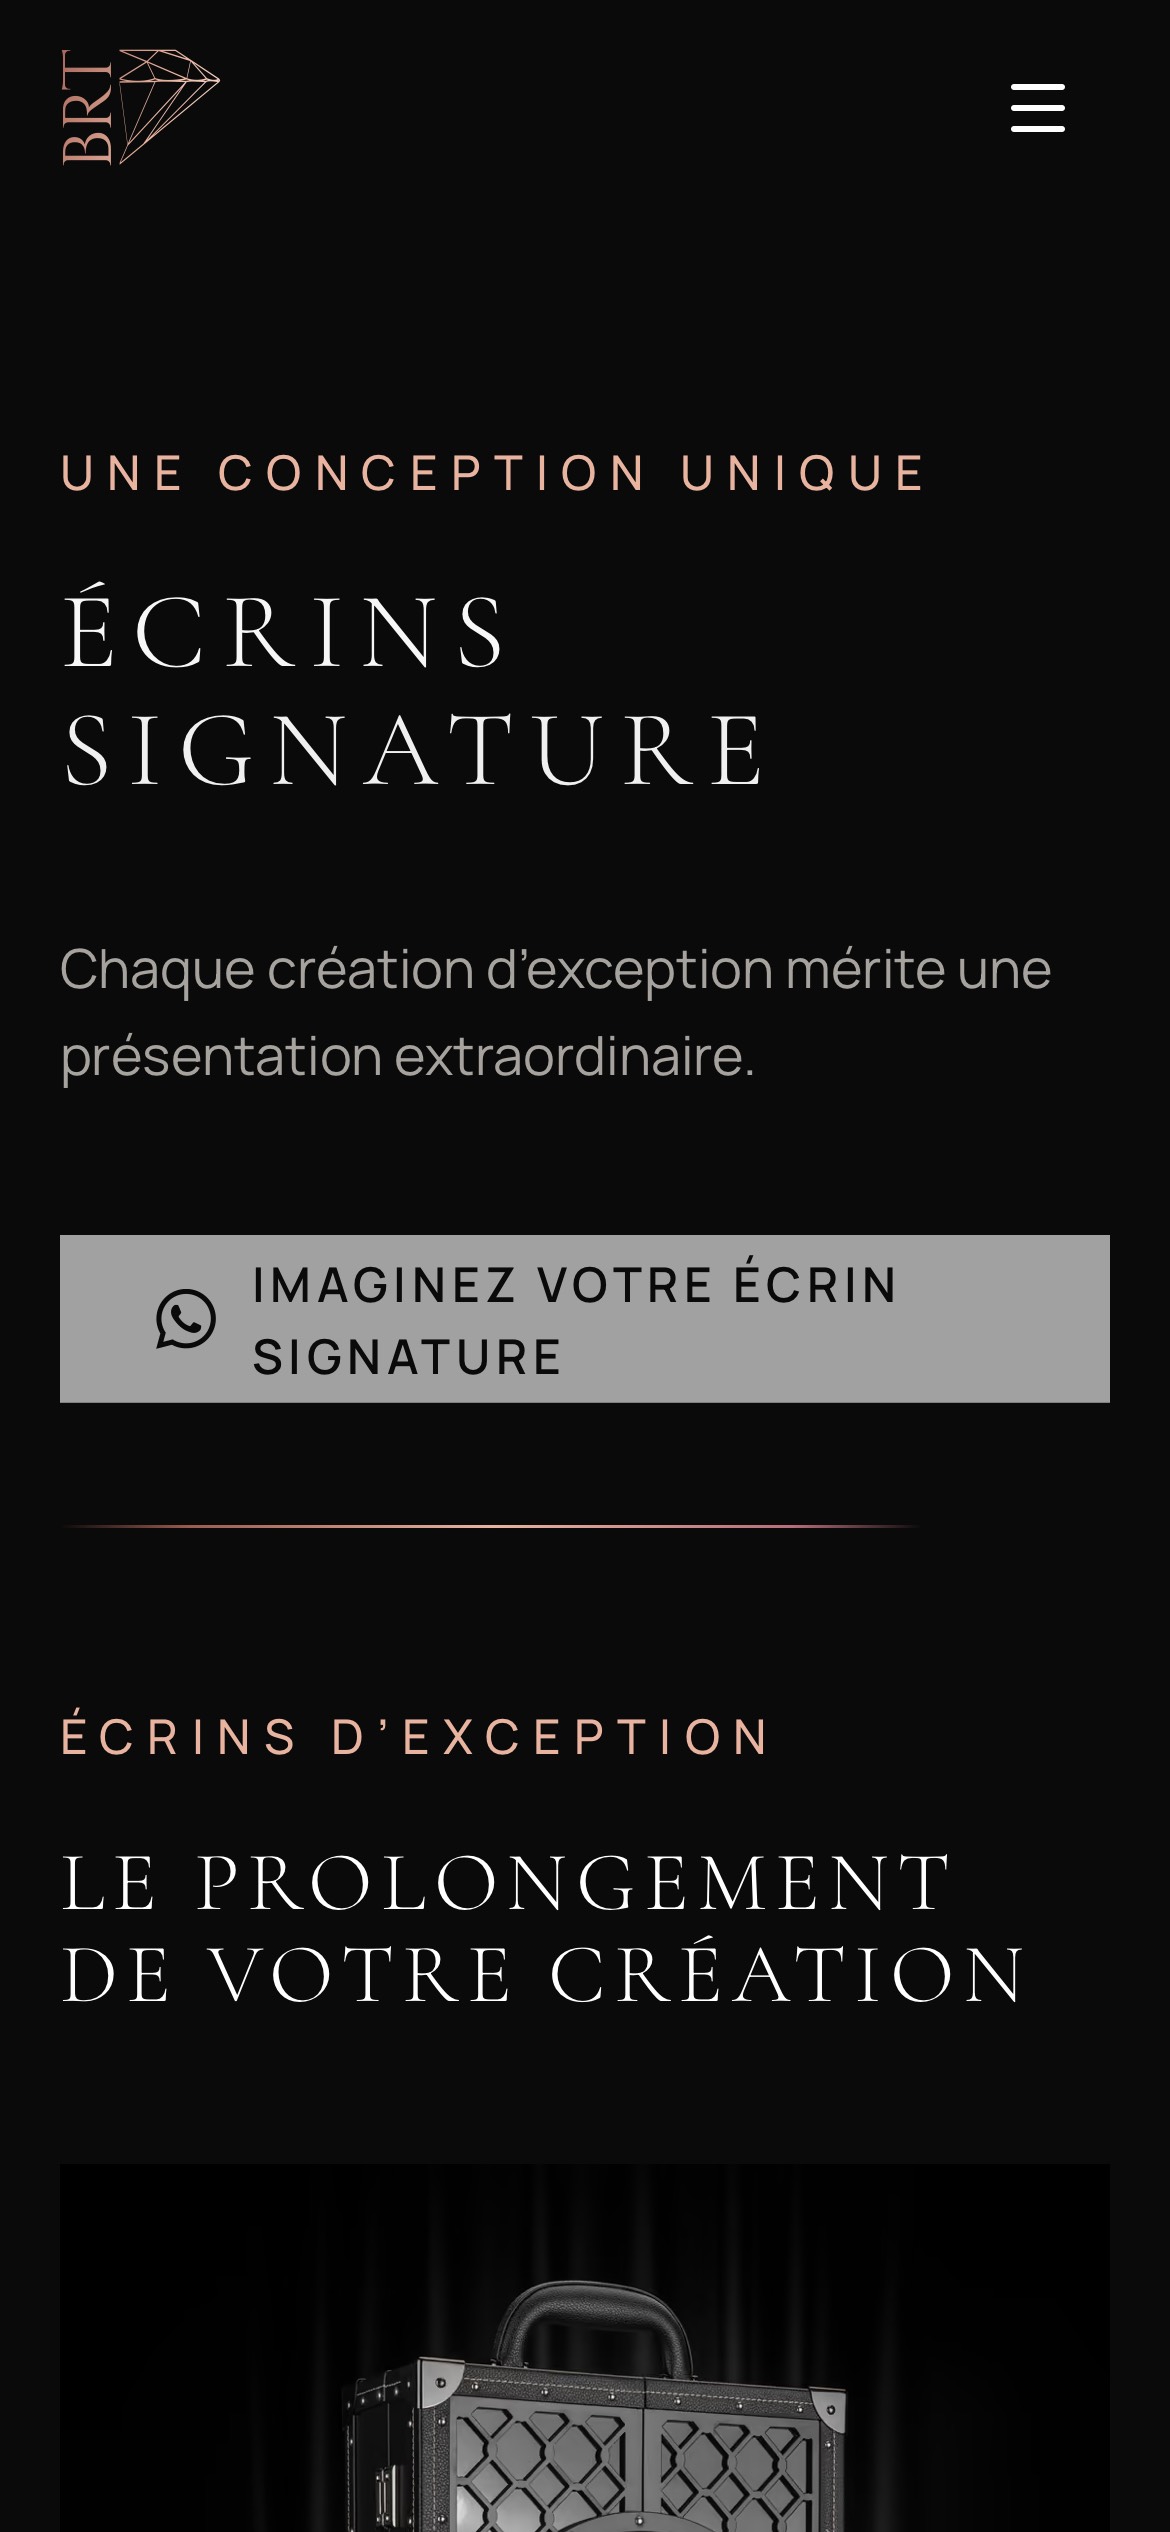 BRT
UNE CONCEPTION UNIQUE
ÉCRINS
SIGNATURE
Chaque création d’exception mérite une
présentation extraordinaire.
IMAGINEZ VOTRE ÉCRIN
SIGNATURE
ÉCRINS D’EXCEPTION
LE PROLONGEMENT
DE VOTRE CRÉATION